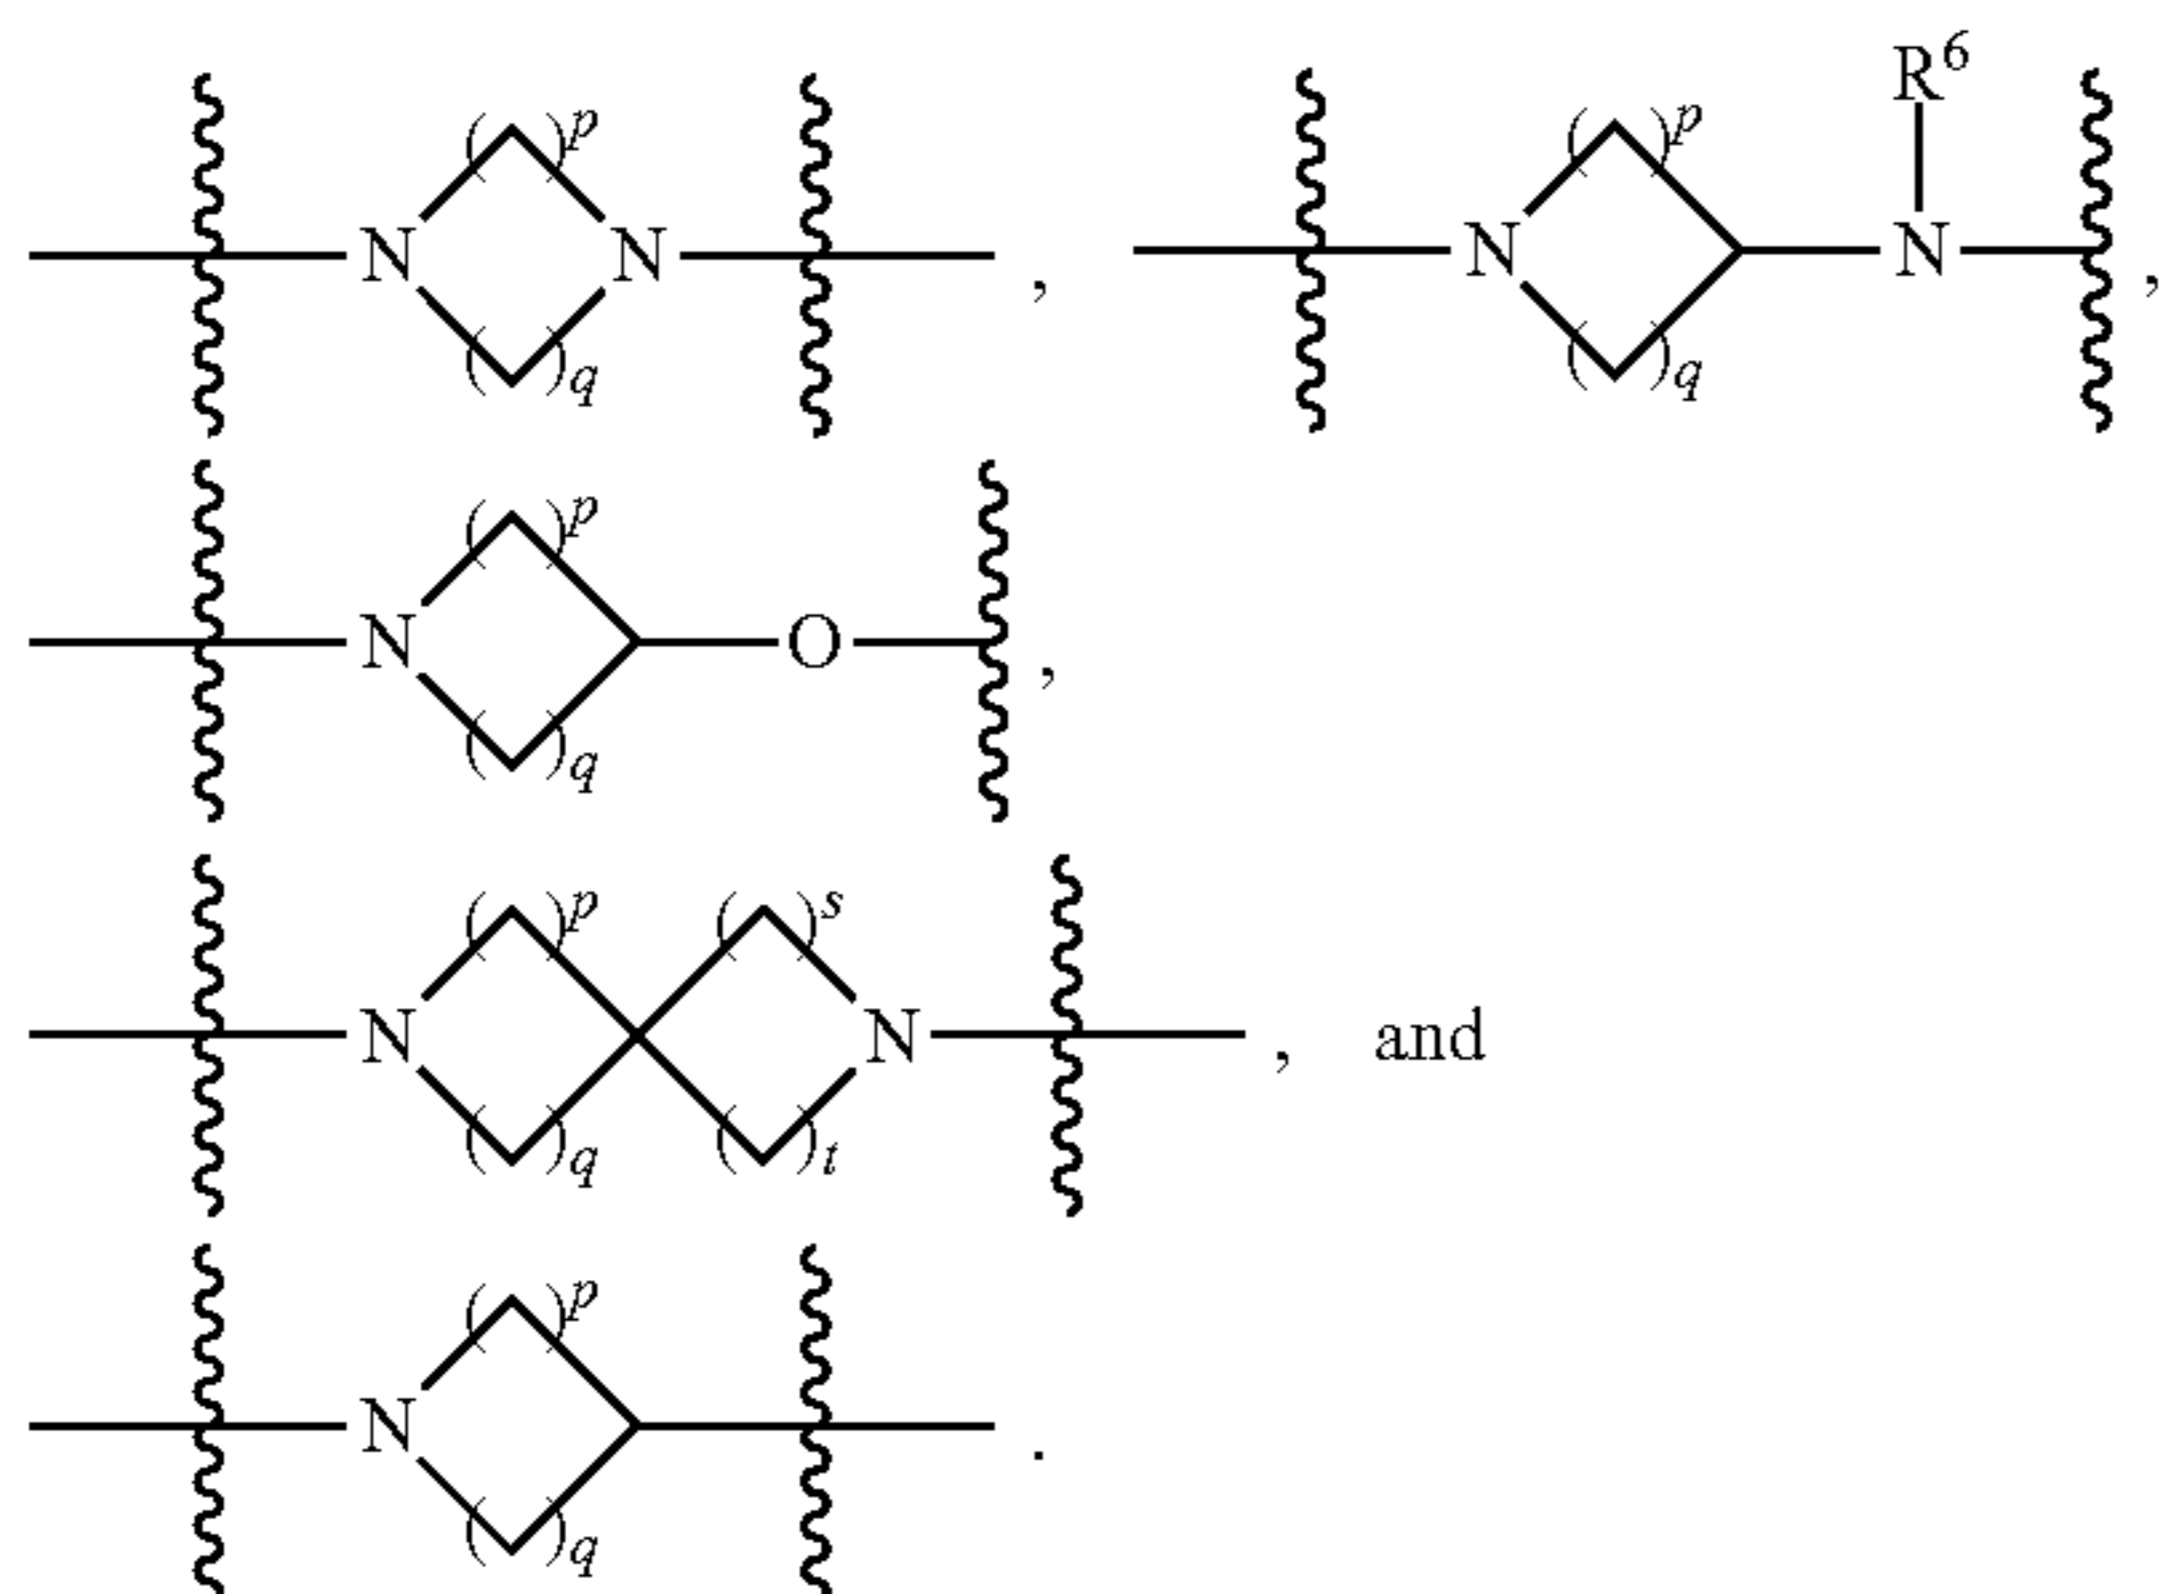 R6
p p
N N , N N ,
q q
p
N O ,
q
p s
N N , and
q t
p
N .
q